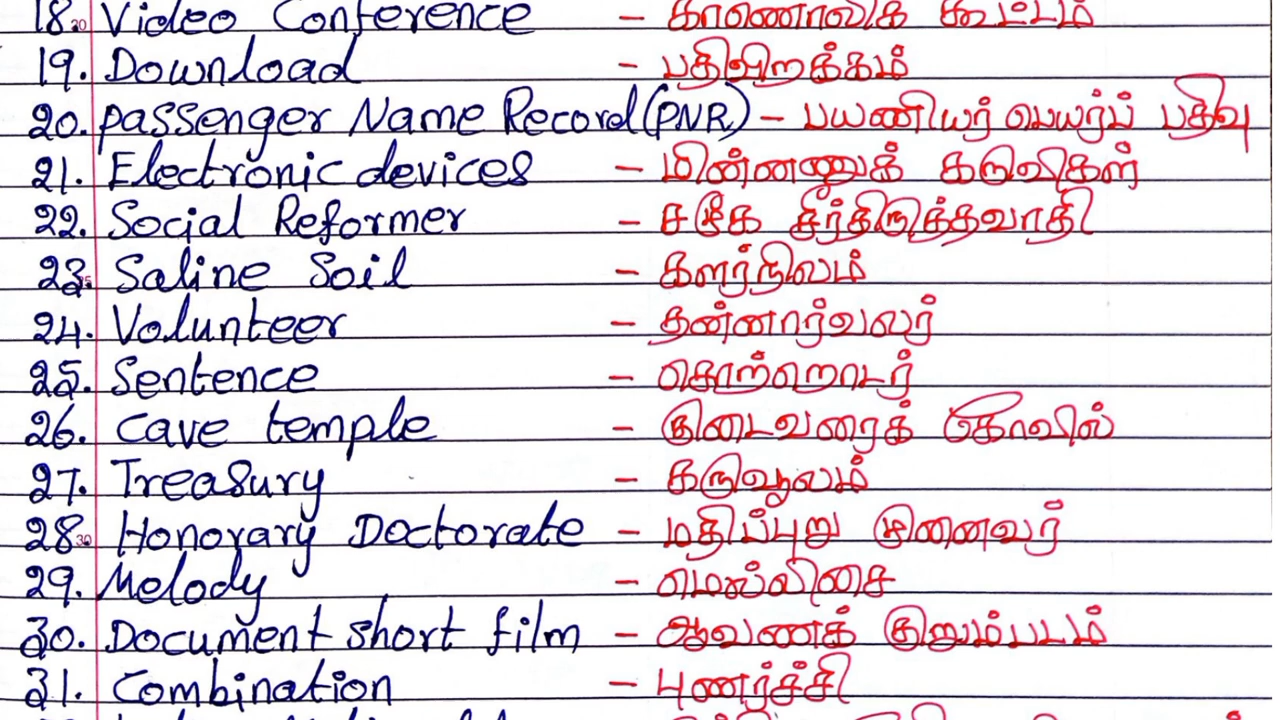 18. Video Conference - காணொலிக் கூட்டம்
19. Download - பதிவிறக்கம்
20. Passenger Name Record (PNR) - பயணியர் பெயர்ப் பதிவு
21. Electronic devices - மின்னணுக் கருவிகள்
22. Social Reformer - சமூக சீர்திருத்தவாதி
23. Saline Soil - களர்நிலம்
24. Volunteer - தன்னார்வலர்
25. Sentence - சொற்றொடர்
26. Cave temple - குடைவரைக் கோவில்
27. Treasury - கருவூலம்
28. Honorary Doctorate - மதிப்புறு முனைவர்
29. Melody - மெல்லிசை
30. Document short film - ஆவணக் குறும்படம்
31. Combination - புணர்ச்சி